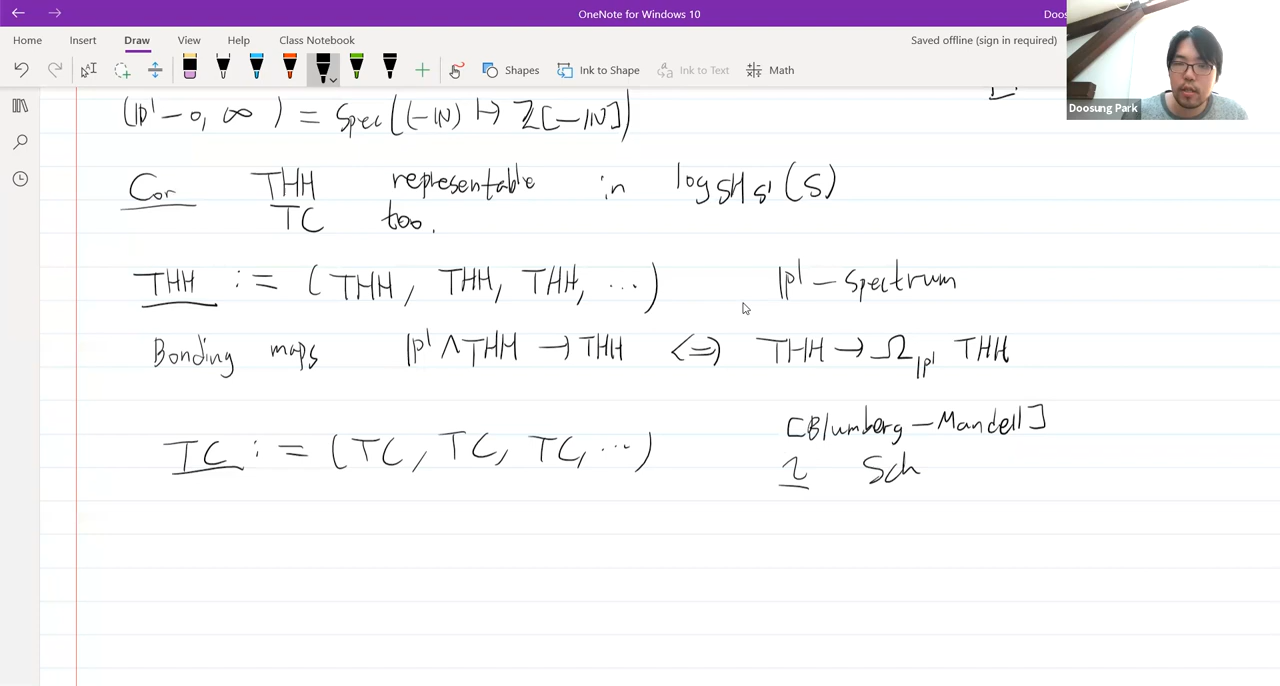 OneNote for Windows 10
Doos
Home Insert Draw View Help Class Notebook
Saved offline (sign in required)
Shapes Ink to Shape Ink to Text Math
Doosung Park
(ℙ¹ - 0, ∞) = Spec((-ℕ) ↦ ℤ[-ℕ])
Cor THH representable in logSH_{S¹}(S)
TC too.
THH := (THH, THH, THH, ...) ℙ¹ - spectrum
Bonding maps ℙ¹ ∧ THH → THH ⇔ THH → Ω_{ℙ¹} THH
[Blumberg - Mandell]
TC := (TC, TC, TC, ...) Sch